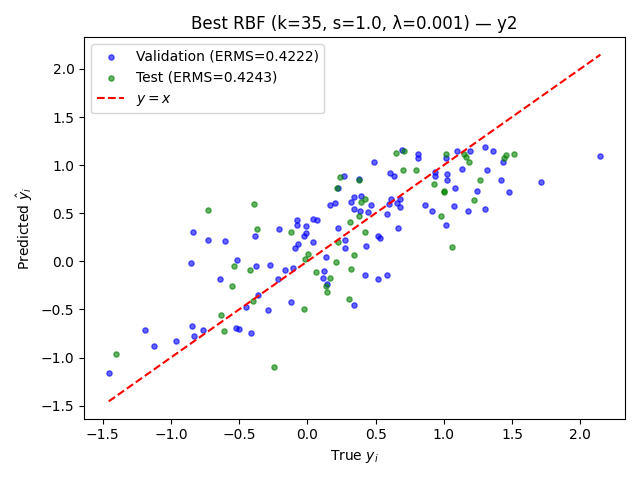 Best RBF (k=35, s=1.0, λ=0.001) — y2
Validation (ERMS=0.4222)
Test (ERMS=0.4243)
y = x
2.0
1.5
1.0
0.5
0.0
−0.5
−1.0
−1.5
Predicted ŷᵢ
−1.5 −1.0 −0.5 0.0 0.5 1.0 1.5 2.0
True yᵢ